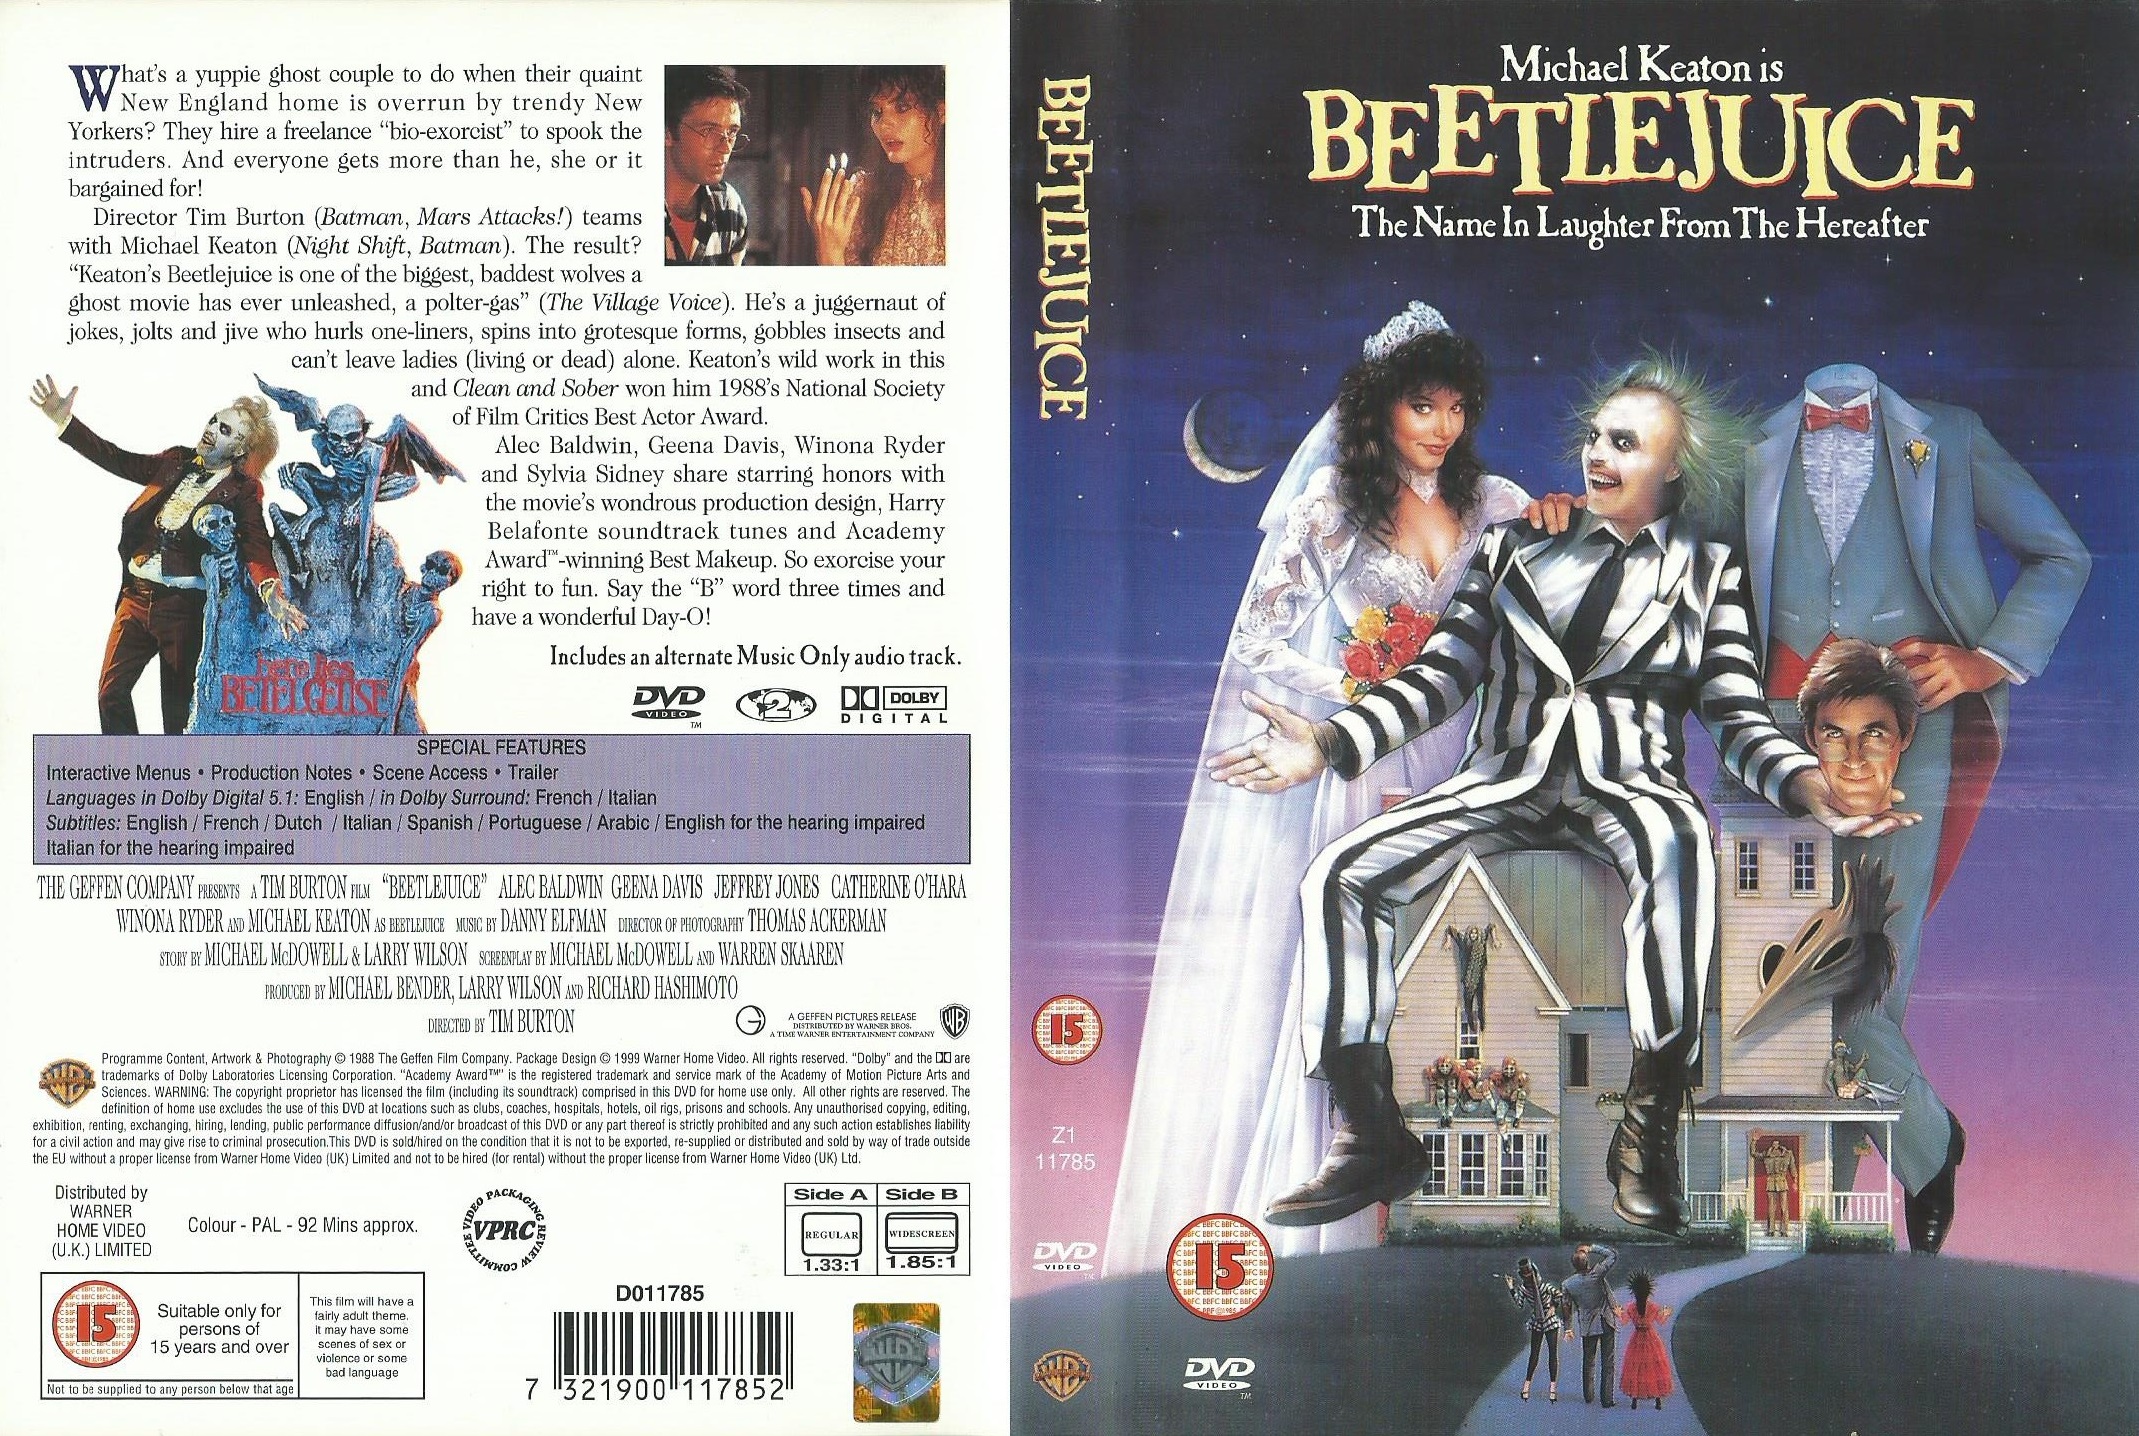 What's a yuppie ghost couple to do when their quaint
New England home is overrun by trendy New
Yorkers? They hire a freelance “bio-exorcist” to spook the
intruders. And everyone gets more than he, she or it
bargained for!
Director Tim Burton (Batman, Mars Attacks!) teams
with Michael Keaton (Night Shift, Batman). The result?
“Keaton's Beetlejuice is one of the biggest, baddest wolves a
ghost movie has ever unleashed, a polter-gas” (The Village Voice). He's a juggernaut of
jokes, jolts and jive who hurls one-liners, spins into grotesque forms, gobbles insects and
can't leave ladies (living or dead) alone. Keaton's wild work in this
and Clean and Sober won him 1988's National Society
of Film Critics Best Actor Award.
Alec Baldwin, Geena Davis, Winona Ryder
and Sylvia Sidney share starring honors with
the movie's wondrous production design, Harry
Belafonte soundtrack tunes and Academy
Award™-winning Best Makeup. So exorcise your
right to fun. Say the “B” word three times and
have a wonderful Day-O!
here lies
BETELGEUSE
Includes an alternate Music Only audio track.
DVD
VIDEO
TM
2
DOLBY
DIGITAL
SPECIAL FEATURES
Interactive Menus • Production Notes • Scene Access • Trailer
Languages in Dolby Digital 5.1: English / in Dolby Surround: French / Italian
Subtitles: English / French / Dutch / Italian / Spanish / Portuguese / Arabic / English for the hearing impaired
Italian for the hearing impaired
THE GEFFEN COMPANY PRESENTS A TIM BURTON FILM “BEETLEJUICE” ALEC BALDWIN GEENA DAVIS JEFFREY JONES CATHERINE O'HARA
WINONA RYDER AND MICHAEL KEATON AS BEETLEJUICE MUSIC BY DANNY ELFMAN DIRECTOR OF PHOTOGRAPHY THOMAS ACKERMAN
STORY BY MICHAEL McDOWELL & LARRY WILSON SCREENPLAY BY MICHAEL McDOWELL AND WARREN SKAAREN
PRODUCED BY MICHAEL BENDER, LARRY WILSON AND RICHARD HASHIMOTO
DIRECTED BY TIM BURTON
A GEFFEN PICTURES RELEASE
DISTRIBUTED BY WARNER BROS.
A TIME WARNER ENTERTAINMENT COMPANY
WB
Programme Content, Artwork & Photography © 1988 The Geffen Film Company. Package Design © 1999 Warner Home Video. All rights reserved. "Dolby" and the DD are
trademarks of Dolby Laboratories Licensing Corporation. "Academy Award™" is the registered trademark and service mark of the Academy of Motion Picture Arts and
Sciences. WARNING: The copyright proprietor has licensed the film (including its soundtrack) comprised in this DVD for home use only. All other rights are reserved. The
definition of home use excludes the use of this DVD at locations such as clubs, coaches, hospitals, hotels, oil rigs, prisons and schools. Any unauthorised copying, editing,
exhibition, renting, exchanging, hiring, lending, public performance diffusion/and/or broadcast of this DVD or any part thereof is strictly prohibited and any such action establishes liability
for a civil action and may give rise to criminal prosecution.This DVD is sold/hired on the condition that it is not to be exported, re-supplied or distributed and sold by way of trade outside
the EU without a proper license from Warner Home Video (UK) Limited and not to be hired (for rental) without the proper license from Warner Home Video (UK) Ltd.
Distributed by
WARNER
HOME VIDEO
(U.K.) LIMITED
Colour - PAL - 92 Mins approx.
VIDEO PACKAGING REVIEW COMMITTEE
VPRC
Side A Side B
REGULAR WIDESCREEN
1.33:1 1.85:1
15
Suitable only for
persons of
15 years and over
Not to be supplied to any person below that age
This film will have a
fairly adult theme.
It may have some
scenes of sex or
violence or some
bad language
D011785
7 321900 117852
BEETLEJUICE
15
Z1
11785
DVD
VIDEO
WB
Michael Keaton is
BEETLEJUICE
The Name In Laughter From The Hereafter
15
DVD
VIDEO
TM